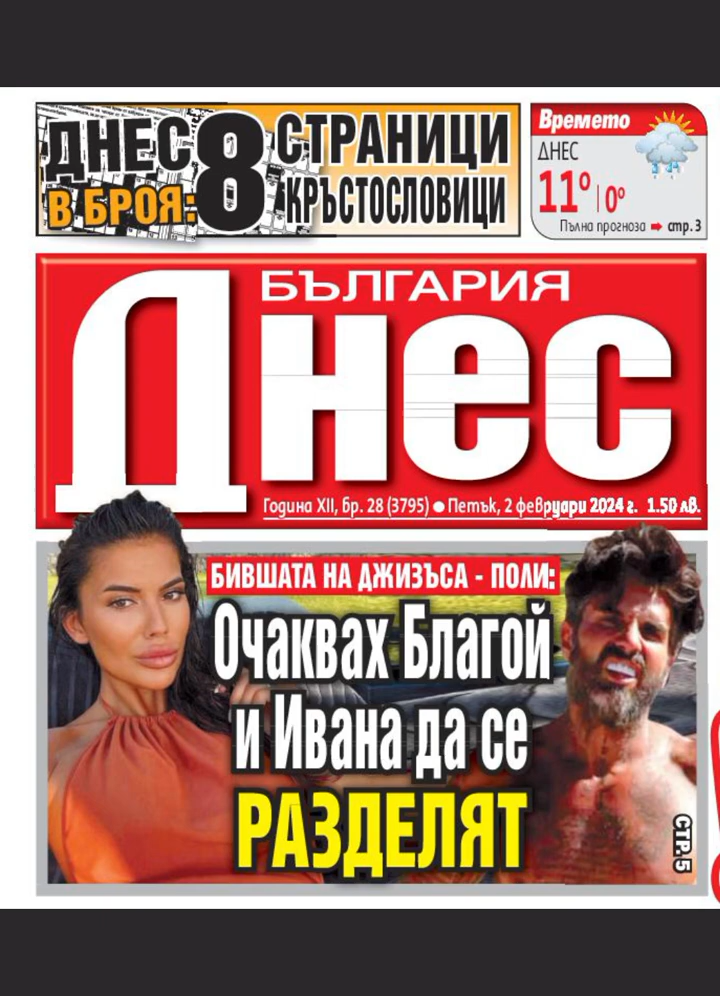 ДНЕС
В БРОЯ:
8
СТРАНИЦИ
КРЪСТОСЛОВИЦИ
Времето
ДНЕС
11° | 0°
Пълна прогноза ➡ стр. 3
БЪЛГАРИЯ
Днес
Година XII, бр. 28 (3795) ● Петък, 2 февруари 2024 г. 1.50 лв.
БИВШАТА НА ДЖИЗЪСА - ПОЛИ:
Очаквах Благой
и Ивана да се
РАЗДЕЛЯТ
СТР. 5